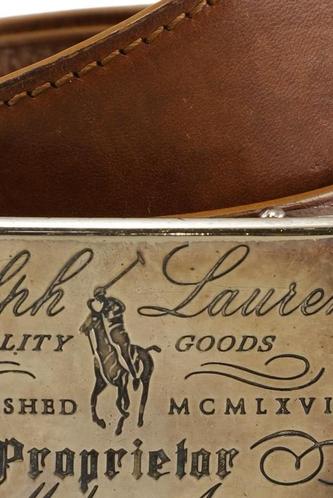 lph Lauren
LITY GOODS
SHED MCMLXVI
Proprietor